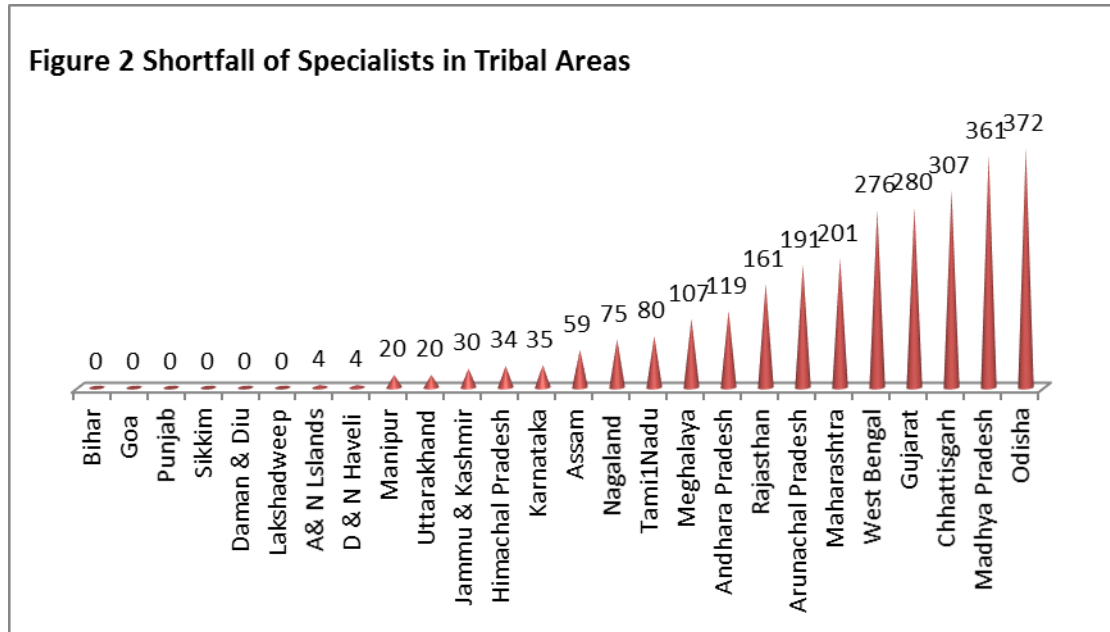 Figure 2 Shortfall of Specialists in Tribal Areas
0 0 0 0 0 0 4 4 20 20 30 34 35 59 75 80 107 119 161 191 201 276 280 307 361 372
Bihar
Goa
Punjab
Sikkim
Daman & Diu
Lakshadweep
A& N Lslands
D & N Haveli
Manipur
Uttarakhand
Jammu & Kashmir
Himachal Pradesh
Karnataka
Assam
Nagaland
Tami1Nadu
Meghalaya
Andhara Pradesh
Rajasthan
Arunachal Pradesh
Maharashtra
West Bengal
Gujarat
Chhattisgarh
Madhya Pradesh
Odisha